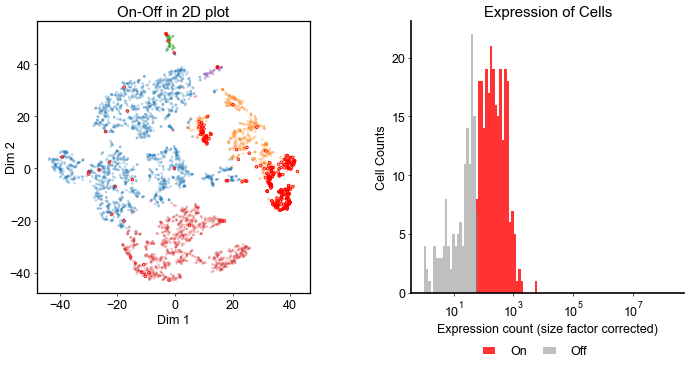 On-Off in 2D plot
Expression of Cells
Dim 2
40
20
0
−20
−40
−40
−20
0
20
40
Dim 1
Cell Counts
20
15
10
5
0
10^1
10^3
10^5
10^7
Expression count (size factor corrected)
On
Off